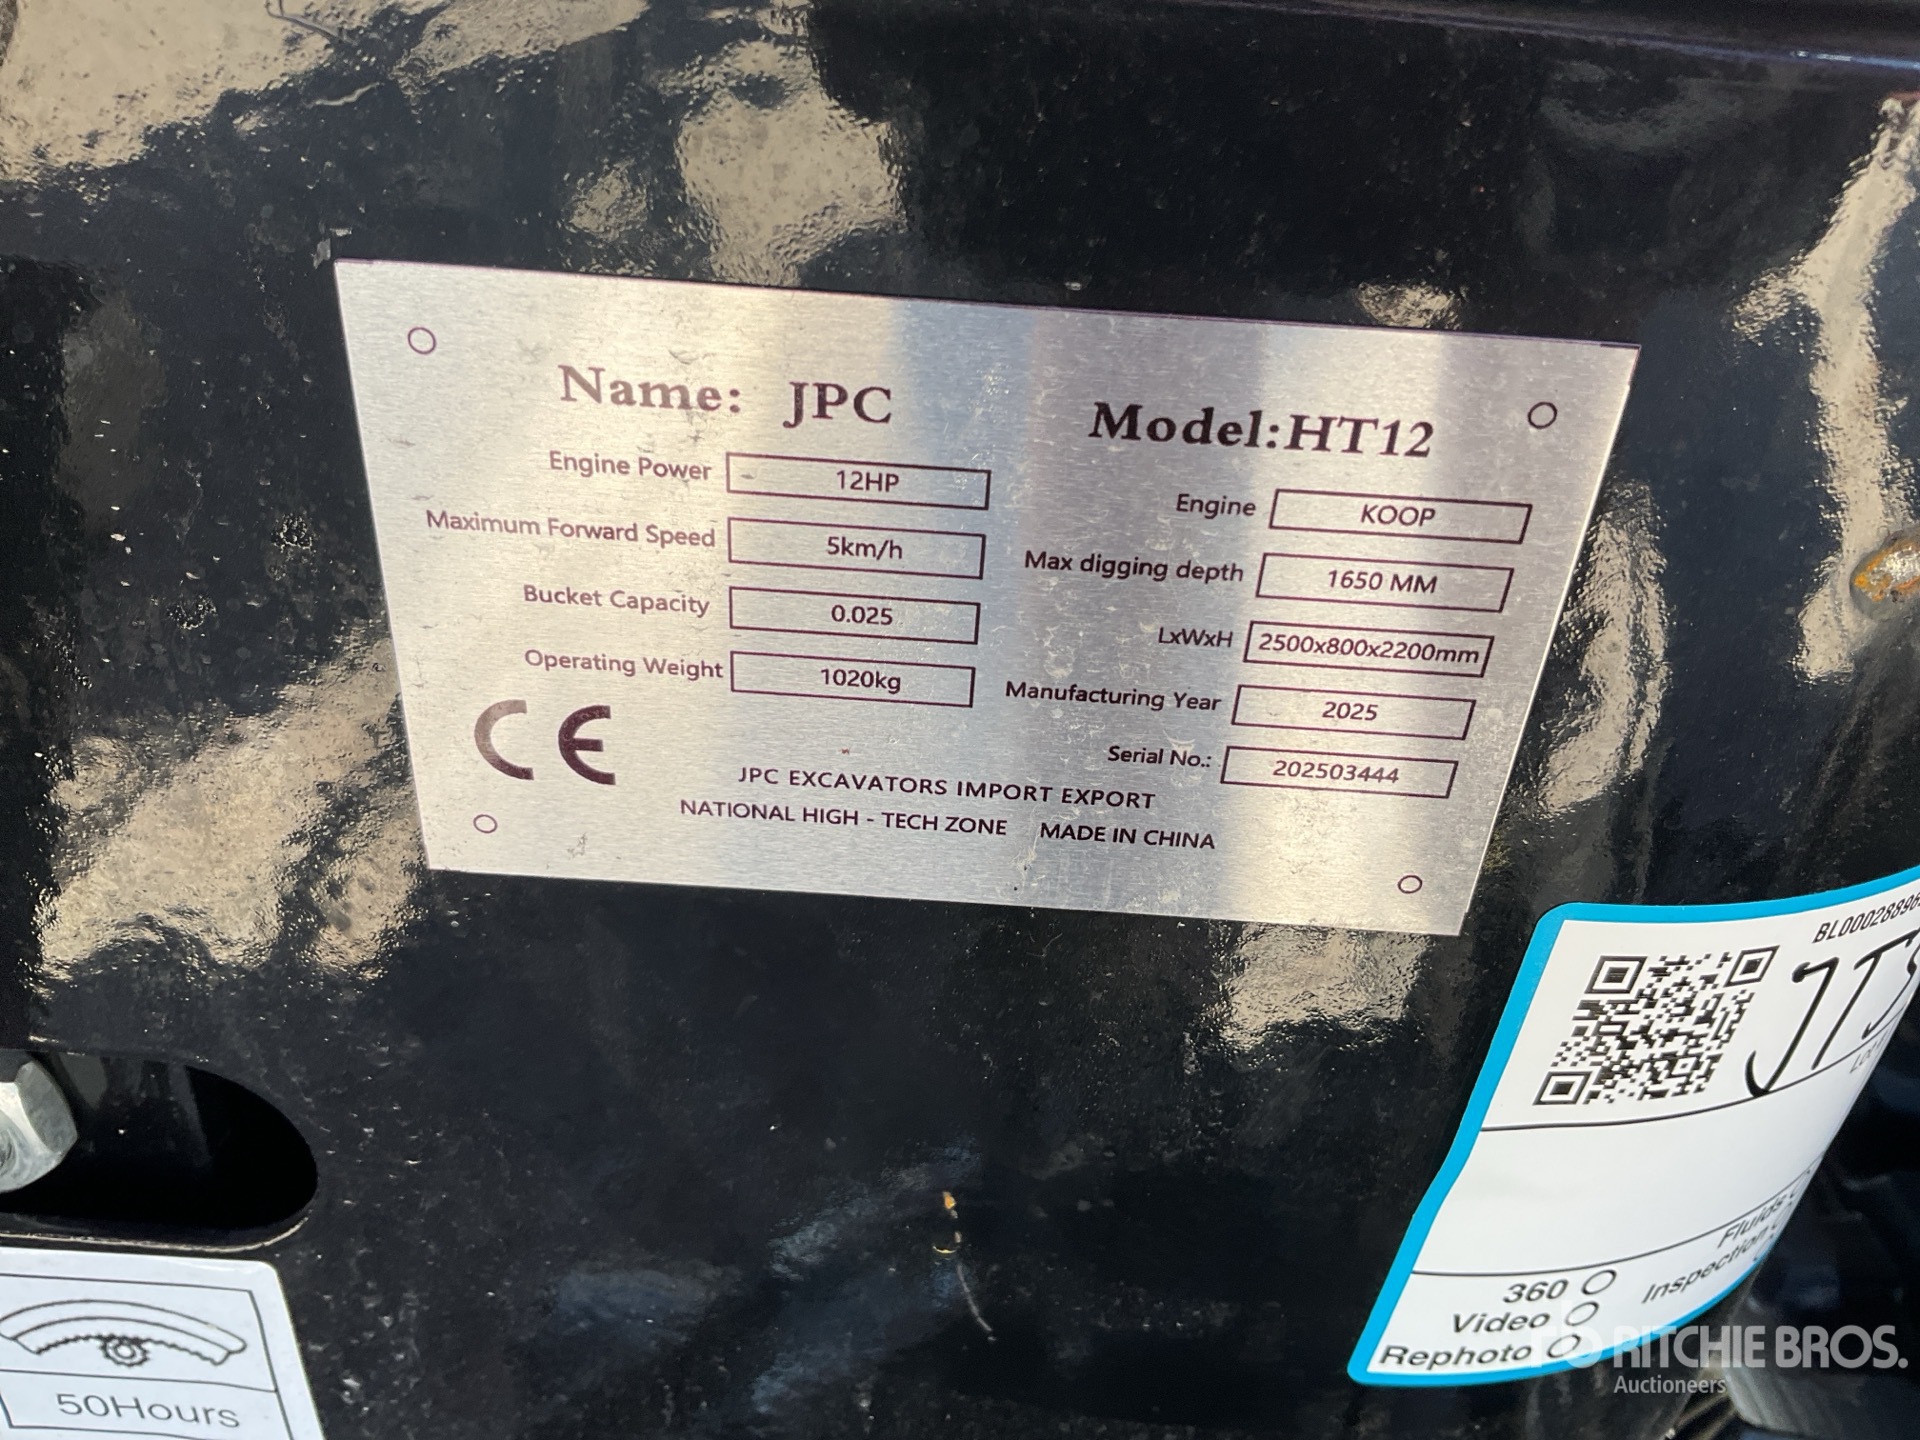 Name: JPC
Model:HT12
Engine Power 12HP
Maximum Forward Speed 5km/h
Bucket Capacity 0.025
Operating Weight 1020kg
Engine KOOP
Max digging depth 1650 MM
LxWxH 2500x800x2200mm
Manufacturing Year 2025
Serial No.: 202503444
CE
JPC EXCAVATORS IMPORT EXPORT
NATIONAL HIGH - TECH ZONE MADE IN CHINA
50Hours
Fluids
Inspection
360
Video
Rephoto
RITCHIE BROS.
Auctioneers